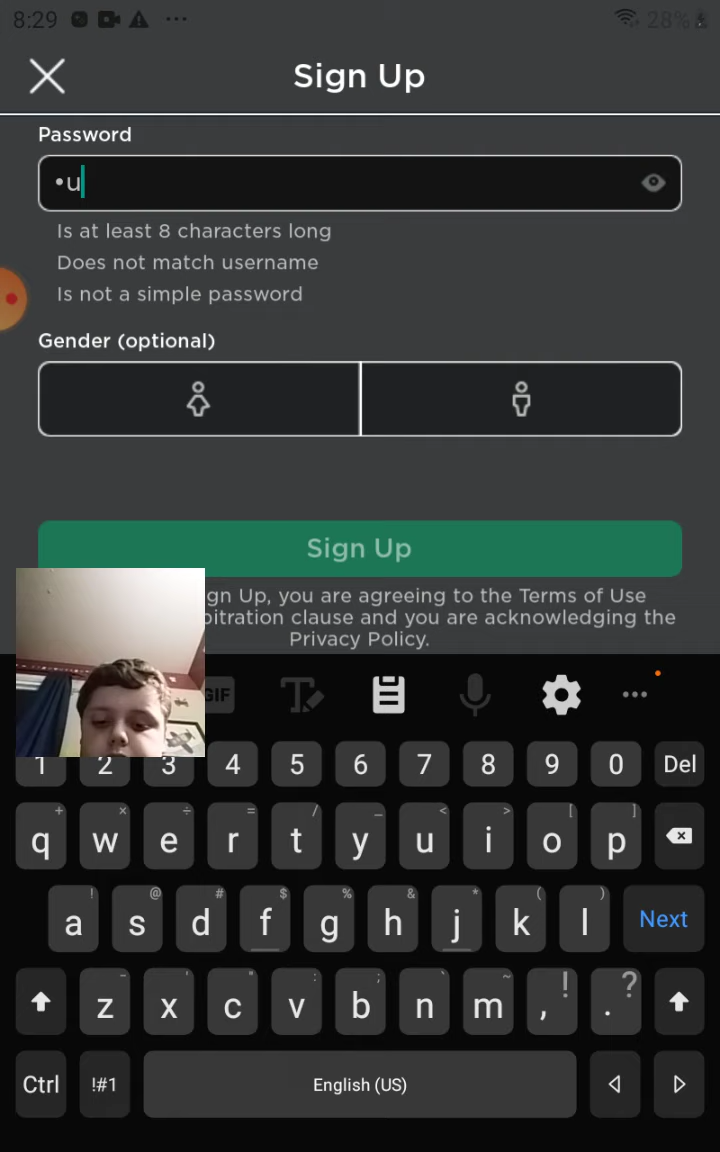 8:29 28%
Sign Up
Password
•u
Is at least 8 characters long
Does not match username
Is not a simple password
Gender (optional)
Sign Up
gn Up, you are agreeing to the Terms of Use
bitration clause and you are acknowledging the
Privacy Policy.
GIF T
1 2 3 4 5 6 7 8 9 0 Del
+ × ÷ = / _ < > [ ]
q w e r t y u i o p
! @ # $ % & * ( )
a s d f g h j k l Next
- ' " : ; ` ~ ! ?
z x c v b n m , .
Ctrl !#1 English (US)